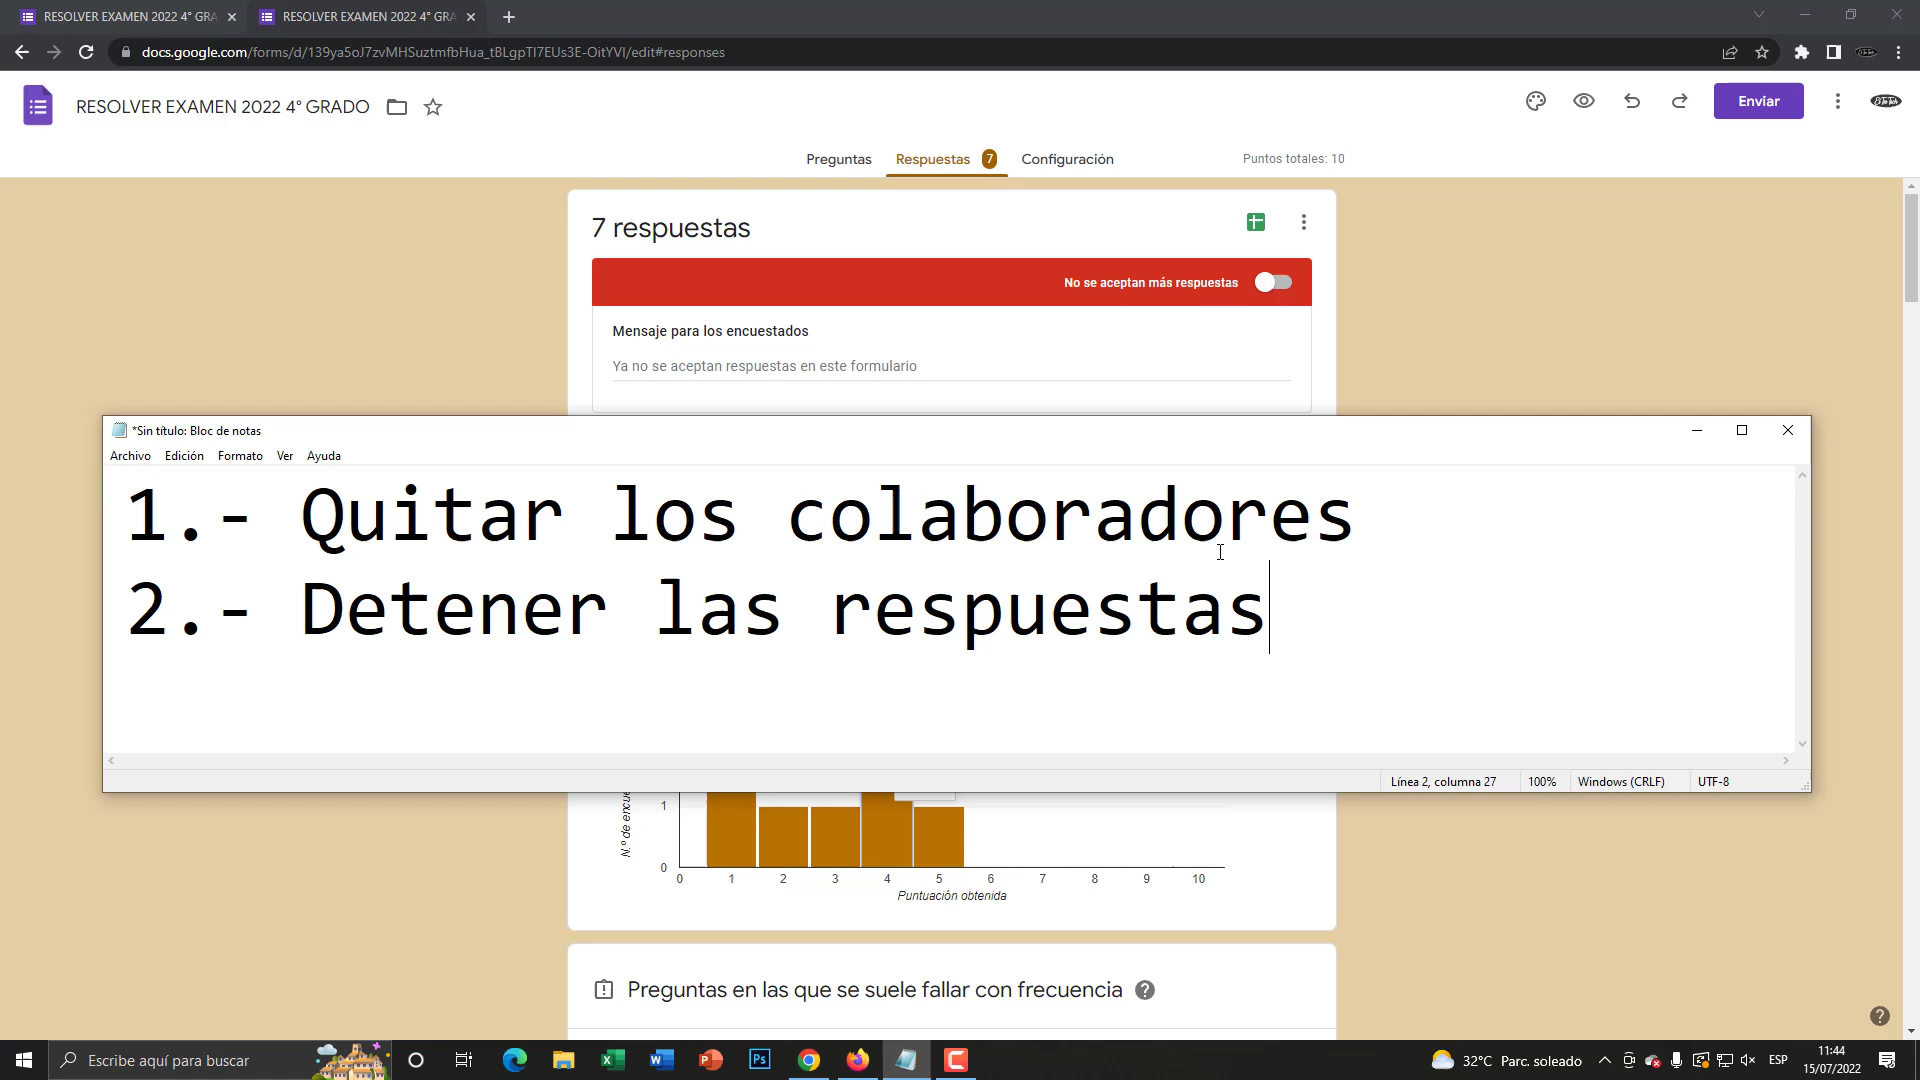 RESOLVER EXAMEN 2022 4° GRA
RESOLVER EXAMEN 2022 4° GRA
docs.google.com/forms/d/139ya5oJ7zvMHSuztmfbHua_tBLgpTI7EUs3E-OitYVI/edit#responses
RESOLVER EXAMEN 2022 4° GRADO
Enviar
Preguntas
Respuestas 7
Configuración
Puntos totales: 10
7 respuestas
No se aceptan más respuestas
Mensaje para los encuestados
Ya no se aceptan respuestas en este formulario
*Sin título: Bloc de notas
Archivo Edición Formato Ver Ayuda
1.- Quitar los colaboradores
2.- Detener las respuestas
Línea 2, columna 27
100%
Windows (CRLF)
UTF-8
N.º de encue
1
0
0 1 2 3 4 5 6 7 8 9 10
Puntuación obtenida
Preguntas en las que se suele fallar con frecuencia
Escribe aquí para buscar
32°C Parc. soleado
ESP
11:44
15/07/2022